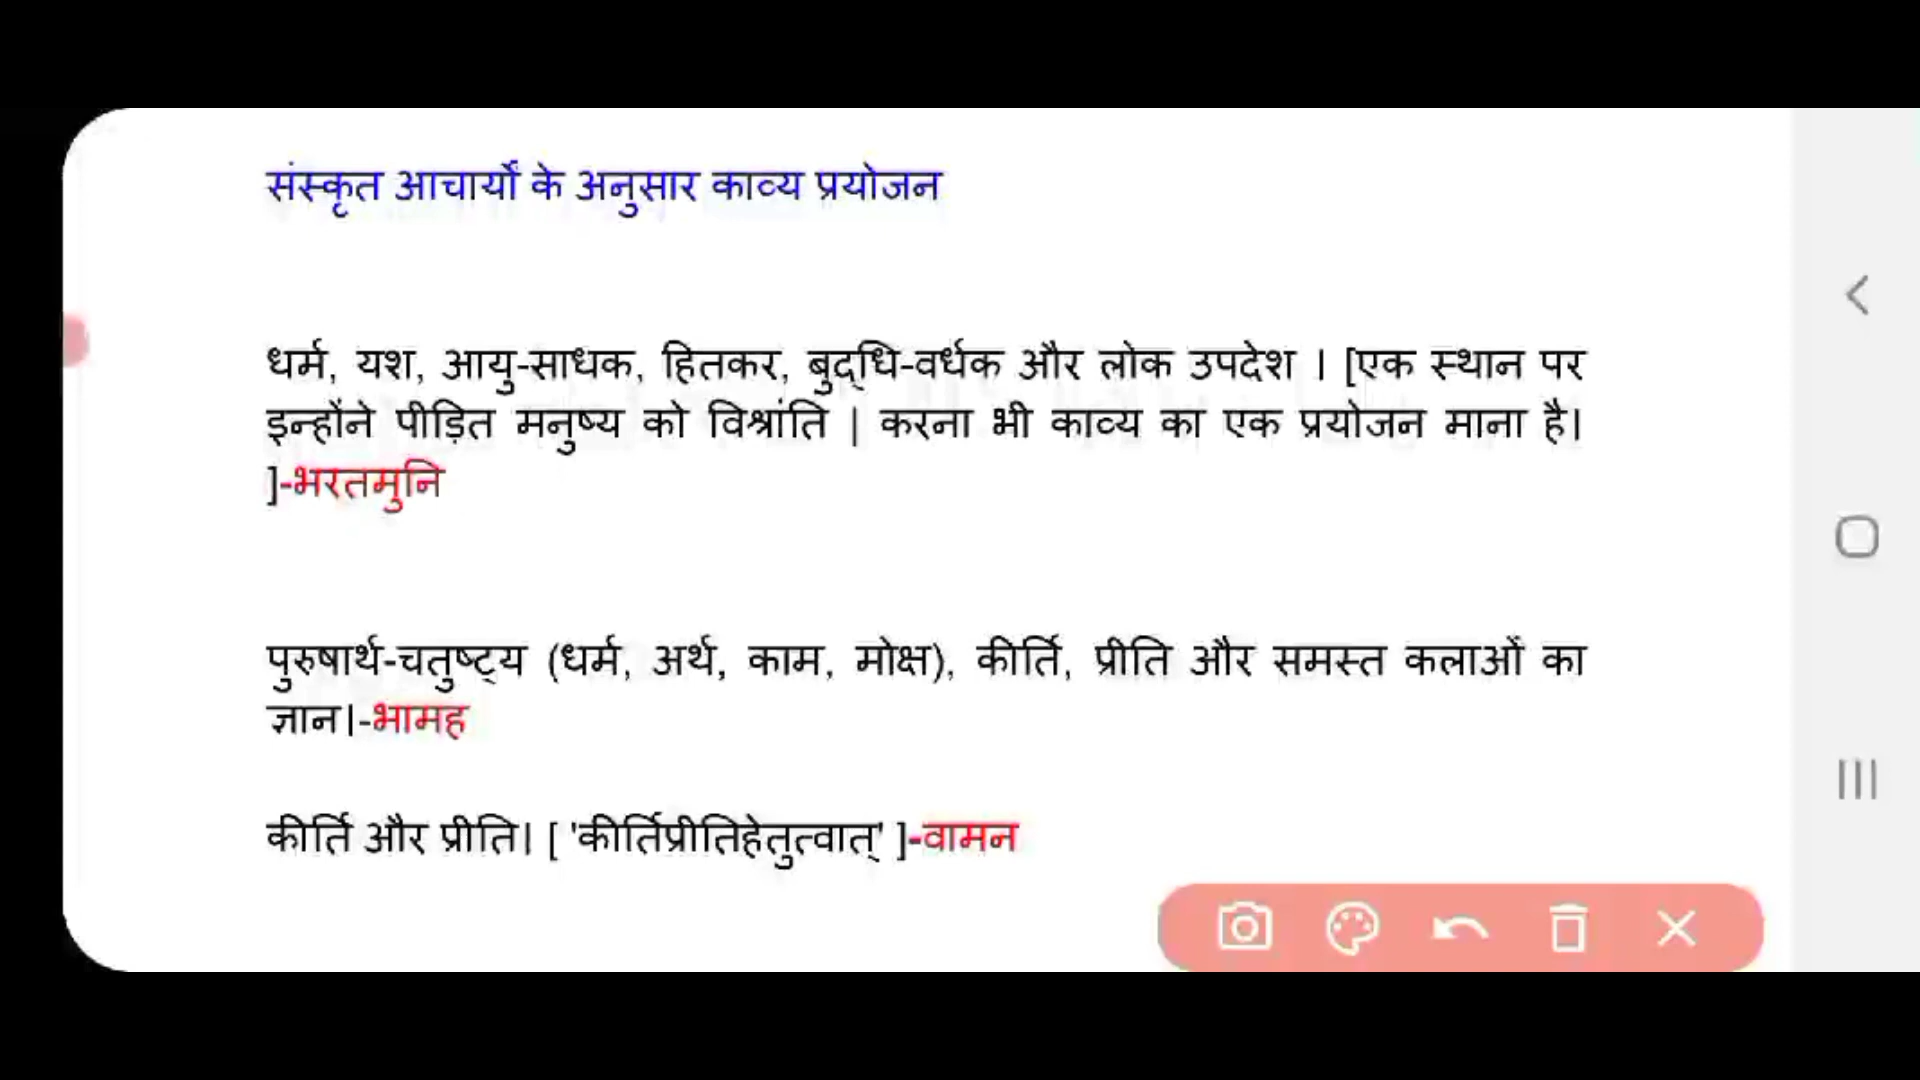 संस्कृत आचार्यों के अनुसार काव्य प्रयोजन
धर्म, यश, आयु-साधक, हितकर, बुद्धि-वर्धक और लोक उपदेश । [एक स्थान पर
इन्होंने पीड़ित मनुष्य को विश्रांति | करना भी काव्य का एक प्रयोजन माना है।
]-भरतमुनि
पुरुषार्थ-चतुष्ट्य (धर्म, अर्थ, काम, मोक्ष), कीर्ति, प्रीति और समस्त कलाओं का
ज्ञान|-भामह
कीर्ति और प्रीति। [ 'कीर्तिप्रीतिहेतुत्वात्' ]-वामन